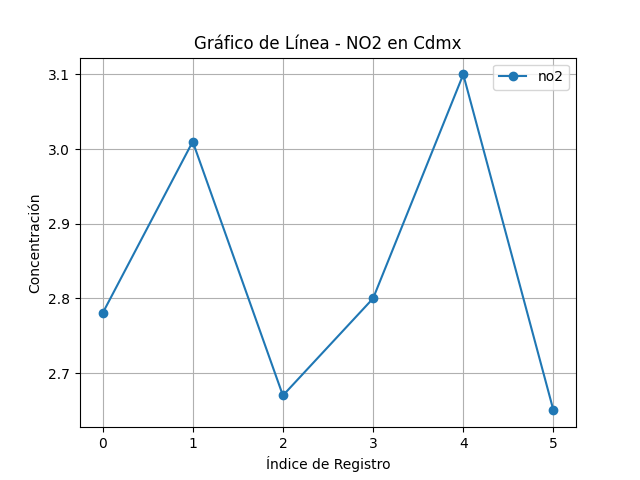 Gráfico de Línea - NO2 en Cdmx
no2
3.1
3.0
2.9
2.8
2.7
Concentración
0 1 2 3 4 5
Índice de Registro